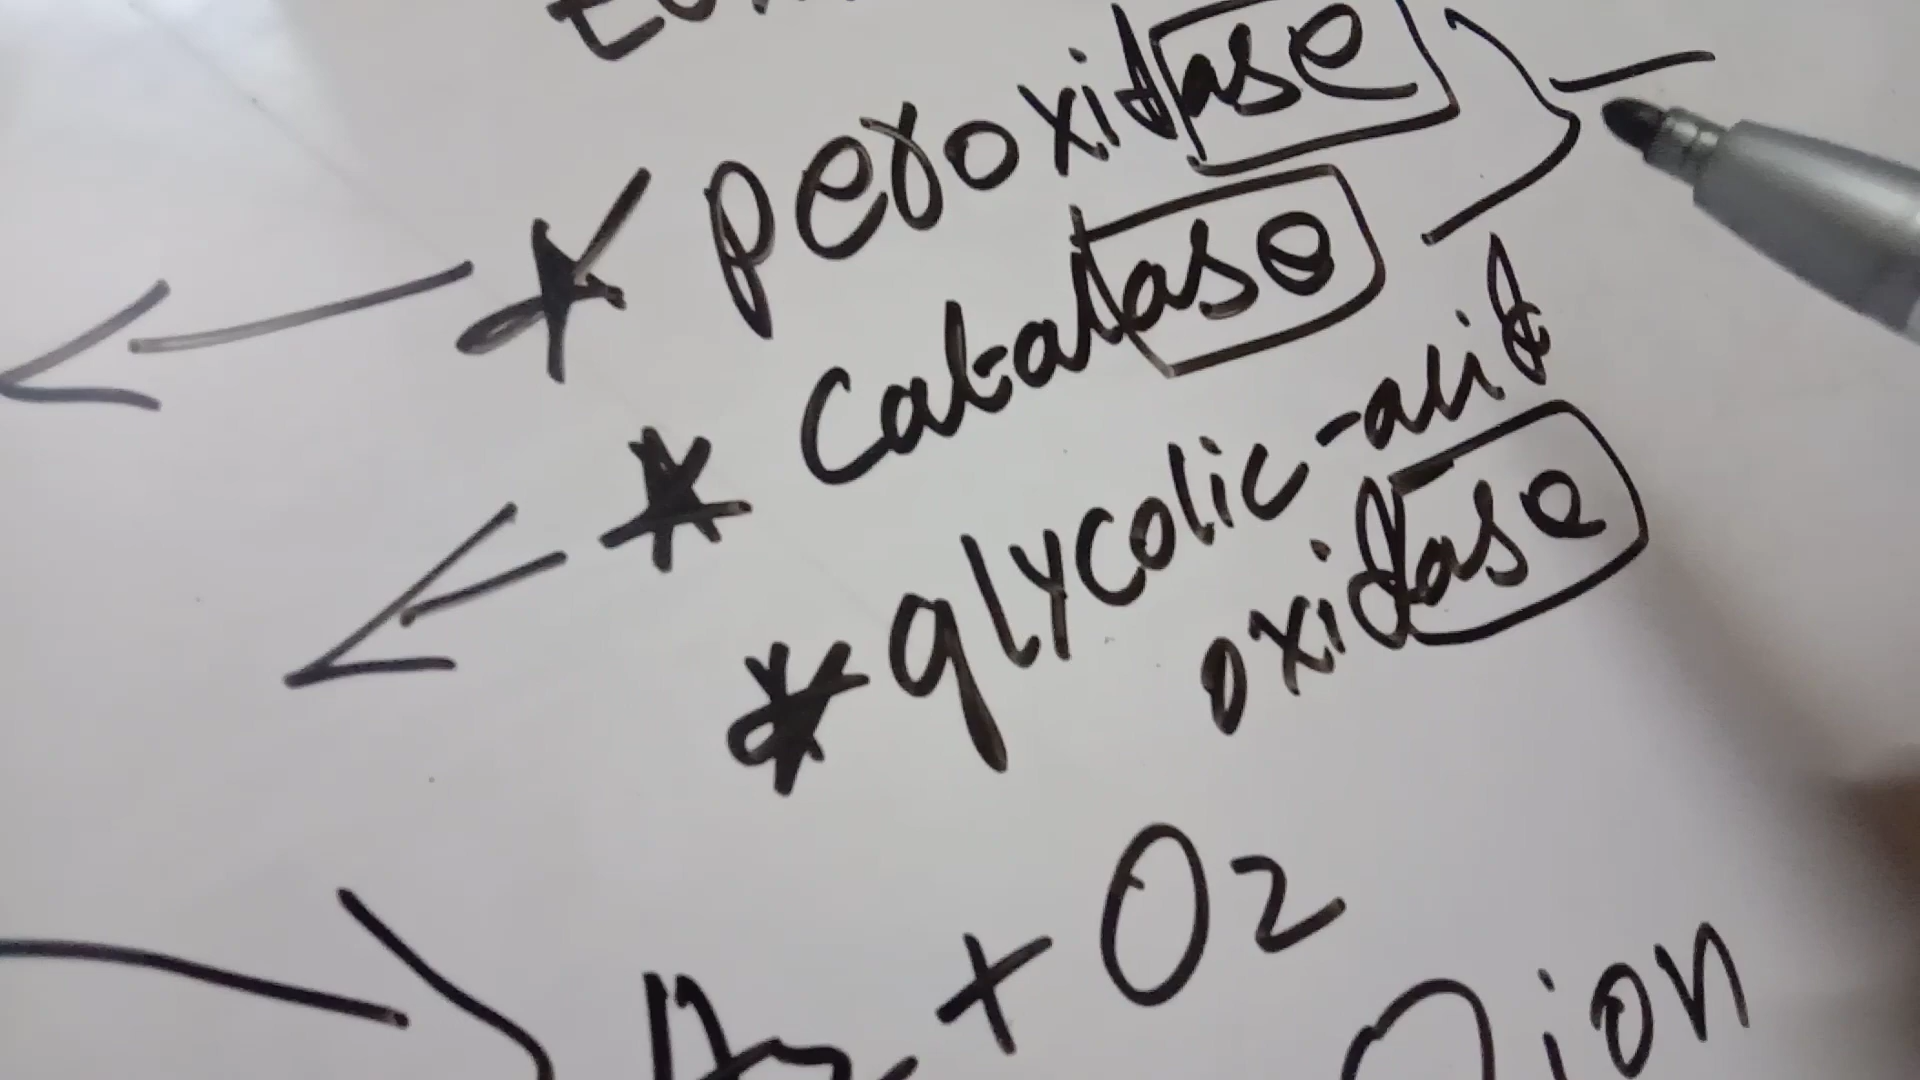 * peroxidase
* catalase
* glycolic-acid
oxidase
+ O2
ion